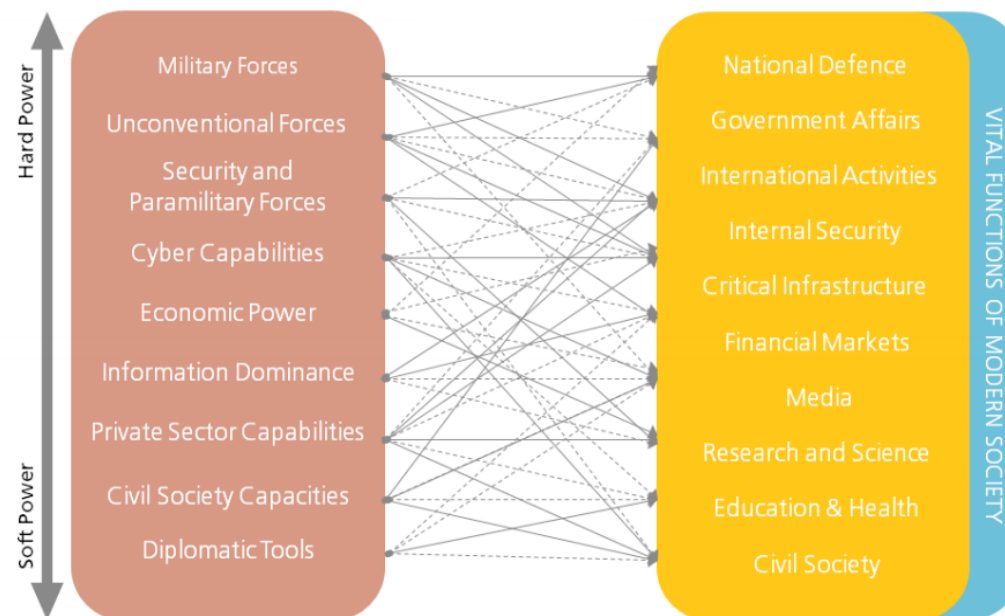 Hard Power
Soft Power
Military Forces
Unconventional Forces
Security and
Paramilitary Forces
Cyber Capabilities
Economic Power
Information Dominance
Private Sector Capabilities
Civil Society Capacities
Diplomatic Tools
National Defence
Government Affairs
International Activities
Internal Security
Critical Infrastructure
Financial Markets
Media
Research and Science
Education & Health
Civil Society
VITAL FUNCTIONS OF MODERN SOCIETY